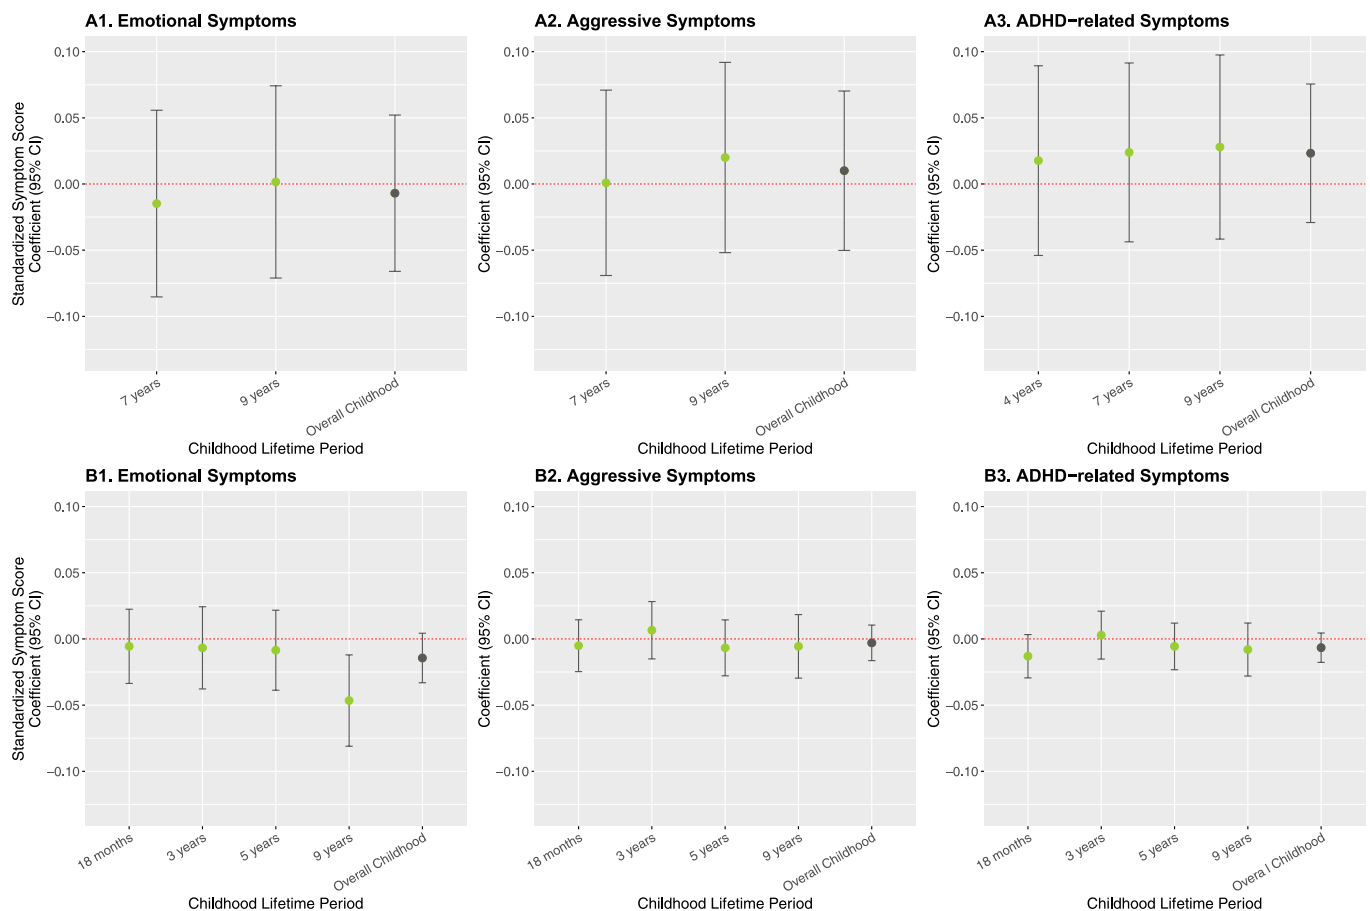 A1. Emotional Symptoms
A2. Aggressive Symptoms
A3. ADHD−related Symptoms
Standardized Symptom Score
Coefficient (95% CI)
0.10
0.05
0.00
−0.05
−0.10
7 years
9 years
Overall Childhood
Childhood Lifetime Period
Coefficient (95% CI)
0.10
0.05
0.00
−0.05
−0.10
7 years
9 years
Overall Childhood
Childhood Lifetime Period
Coefficient (95% CI)
0.10
0.05
0.00
−0.05
−0.10
4 years
7 years
9 years
Overall Childhood
Childhood Lifetime Period
B1. Emotional Symptoms
B2. Aggressive Symptoms
B3. ADHD−related Symptoms
Standardized Symptom Score
Coefficient (95% CI)
0.10
0.05
0.00
−0.05
−0.10
18 months
3 years
5 years
9 years
Overall Childhood
Childhood Lifetime Period
Coefficient (95% CI)
0.10
0.05
0.00
−0.05
−0.10
18 months
3 years
5 years
9 years
Overall Childhood
Childhood Lifetime Period
Coefficient (95% CI)
0.10
0.05
0.00
−0.05
−0.10
18 months
3 years
5 years
9 years
Overa l Childhood
Childhood Lifetime Period